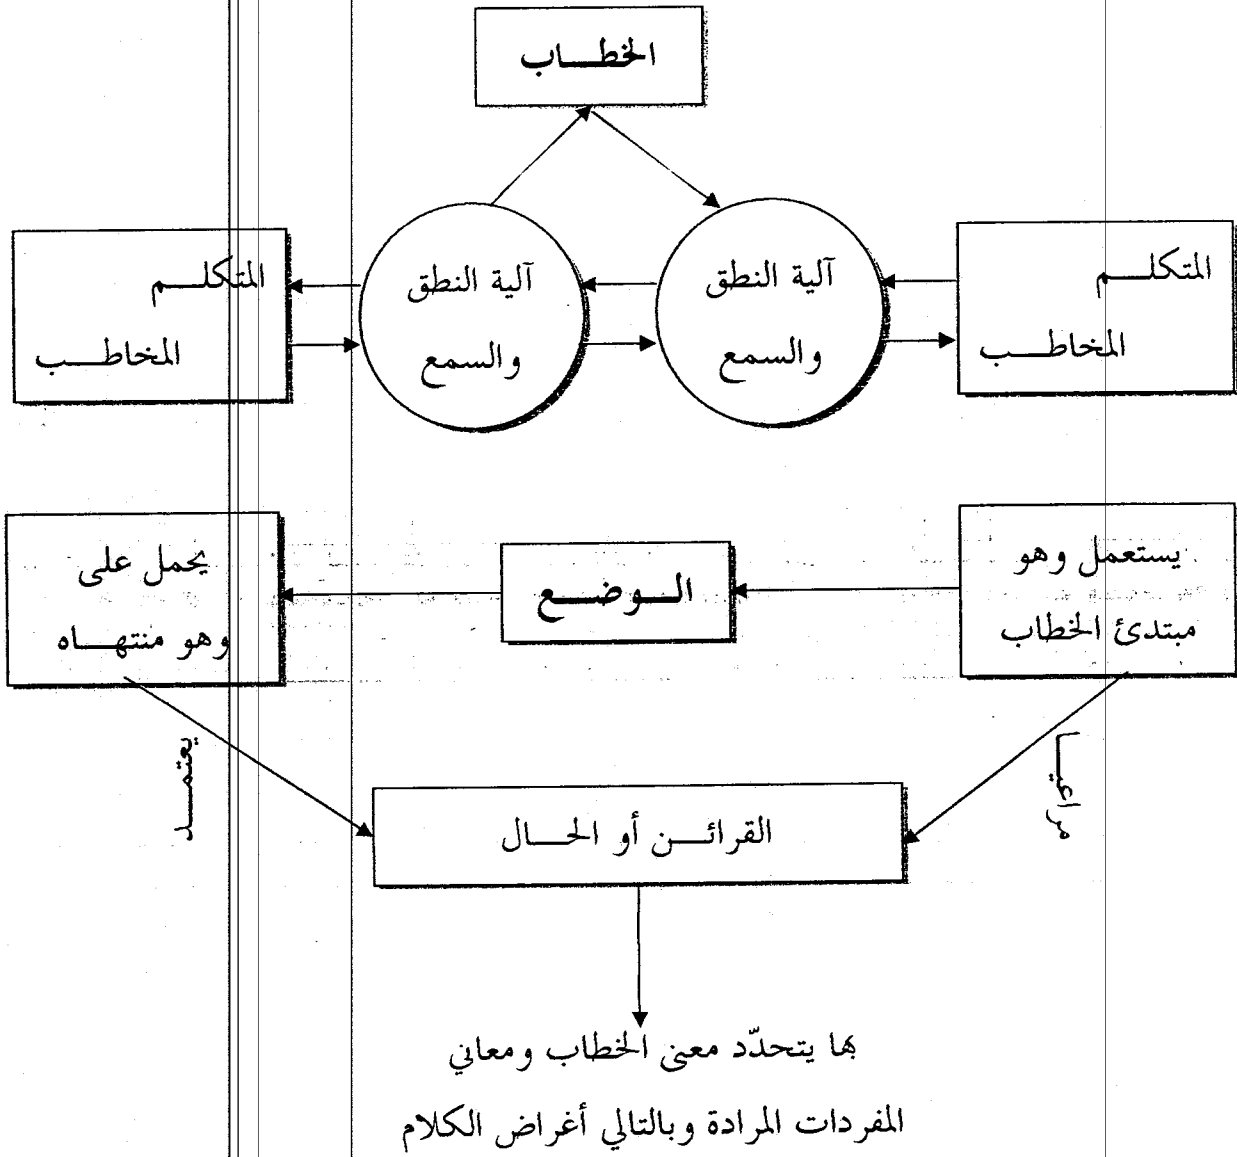 الخطاب
المتكلم
المخاطب
آلية النطق
والسمع
آلية النطق
والسمع
المتكلم
المخاطب
يستعمل وهو
مبتدئ الخطاب
الوضع
يحمل على
وهو منتهاه
مراعيا
يعتمد
القرائن أو الحال
بها يتحدّد معنى الخطاب ومعاني
المفردات المرادة وبالتالي أغراض الكلام